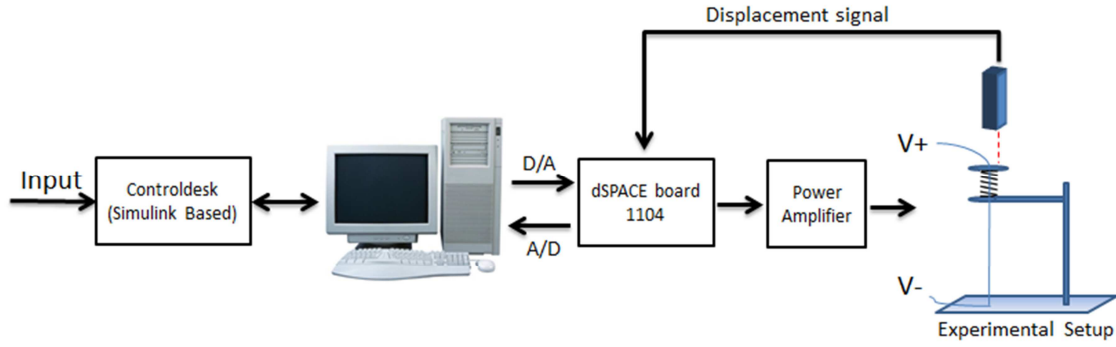 Displacement signal
Input
Controldesk
(Simulink Based)
D/A
A/D
dSPACE board
1104
Power
Amplifier
V+
V-
Experimental Setup